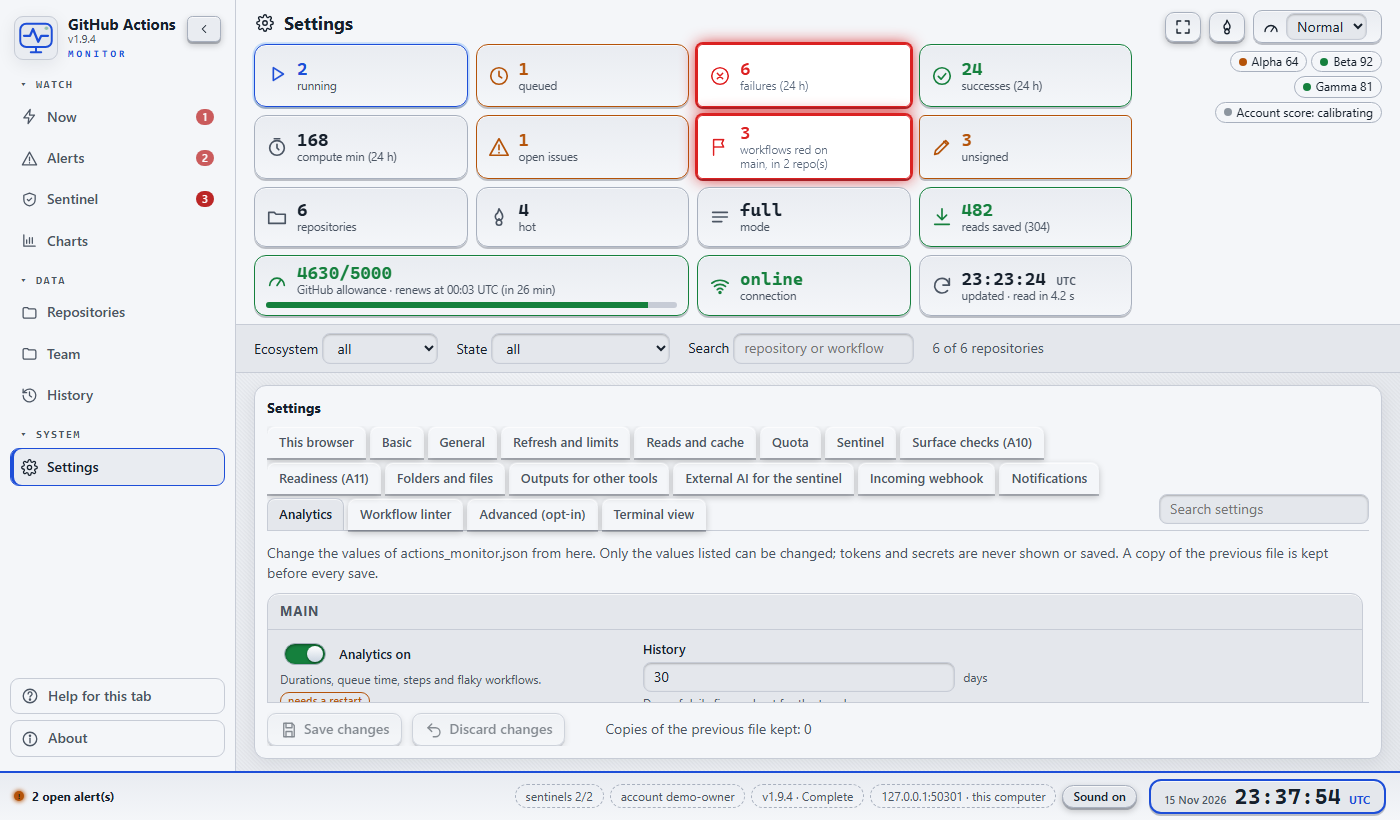 GitHub Actions
v1.9.4
MONITOR
WATCH
Now 1
Alerts 2
Sentinel 3
Charts
DATA
Repositories
Team
History
SYSTEM
Settings
Help for this tab
About
Settings
2
running
1
queued
6
failures (24 h)
24
successes (24 h)
168
compute min (24 h)
1
open issues
3
workflows red on
main, in 2 repo(s)
3
unsigned
6
repositories
4
hot
full
mode
482
reads saved (304)
4630/5000
GitHub allowance · renews at 00:03 UTC (in 26 min)
online
connection
23:23:24 UTC
updated · read in 4.2 s
Normal
Alpha 64 Beta 92
Gamma 81
Account score: calibrating
Ecosystem all State all Search repository or workflow 6 of 6 repositories
Settings
This browser Basic General Refresh and limits Reads and cache Quota Sentinel Surface checks (A10)
Readiness (A11) Folders and files Outputs for other tools External AI for the sentinel Incoming webhook Notifications
Analytics Workflow linter Advanced (opt-in) Terminal view Search settings
Change the values of actions_monitor.json from here. Only the values listed can be changed; tokens and secrets are never shown or saved. A copy of the previous file is kept
before every save.
MAIN
Analytics on
Durations, queue time, steps and flaky workflows.
needs a restart
History
30 days
Save changes Discard changes Copies of the previous file kept: 0
2 open alert(s) sentinels 2/2 account demo-owner v1.9.4 · Complete 127.0.0.1:50301 · this computer Sound on 15 Nov 2026 23:37:54 UTC